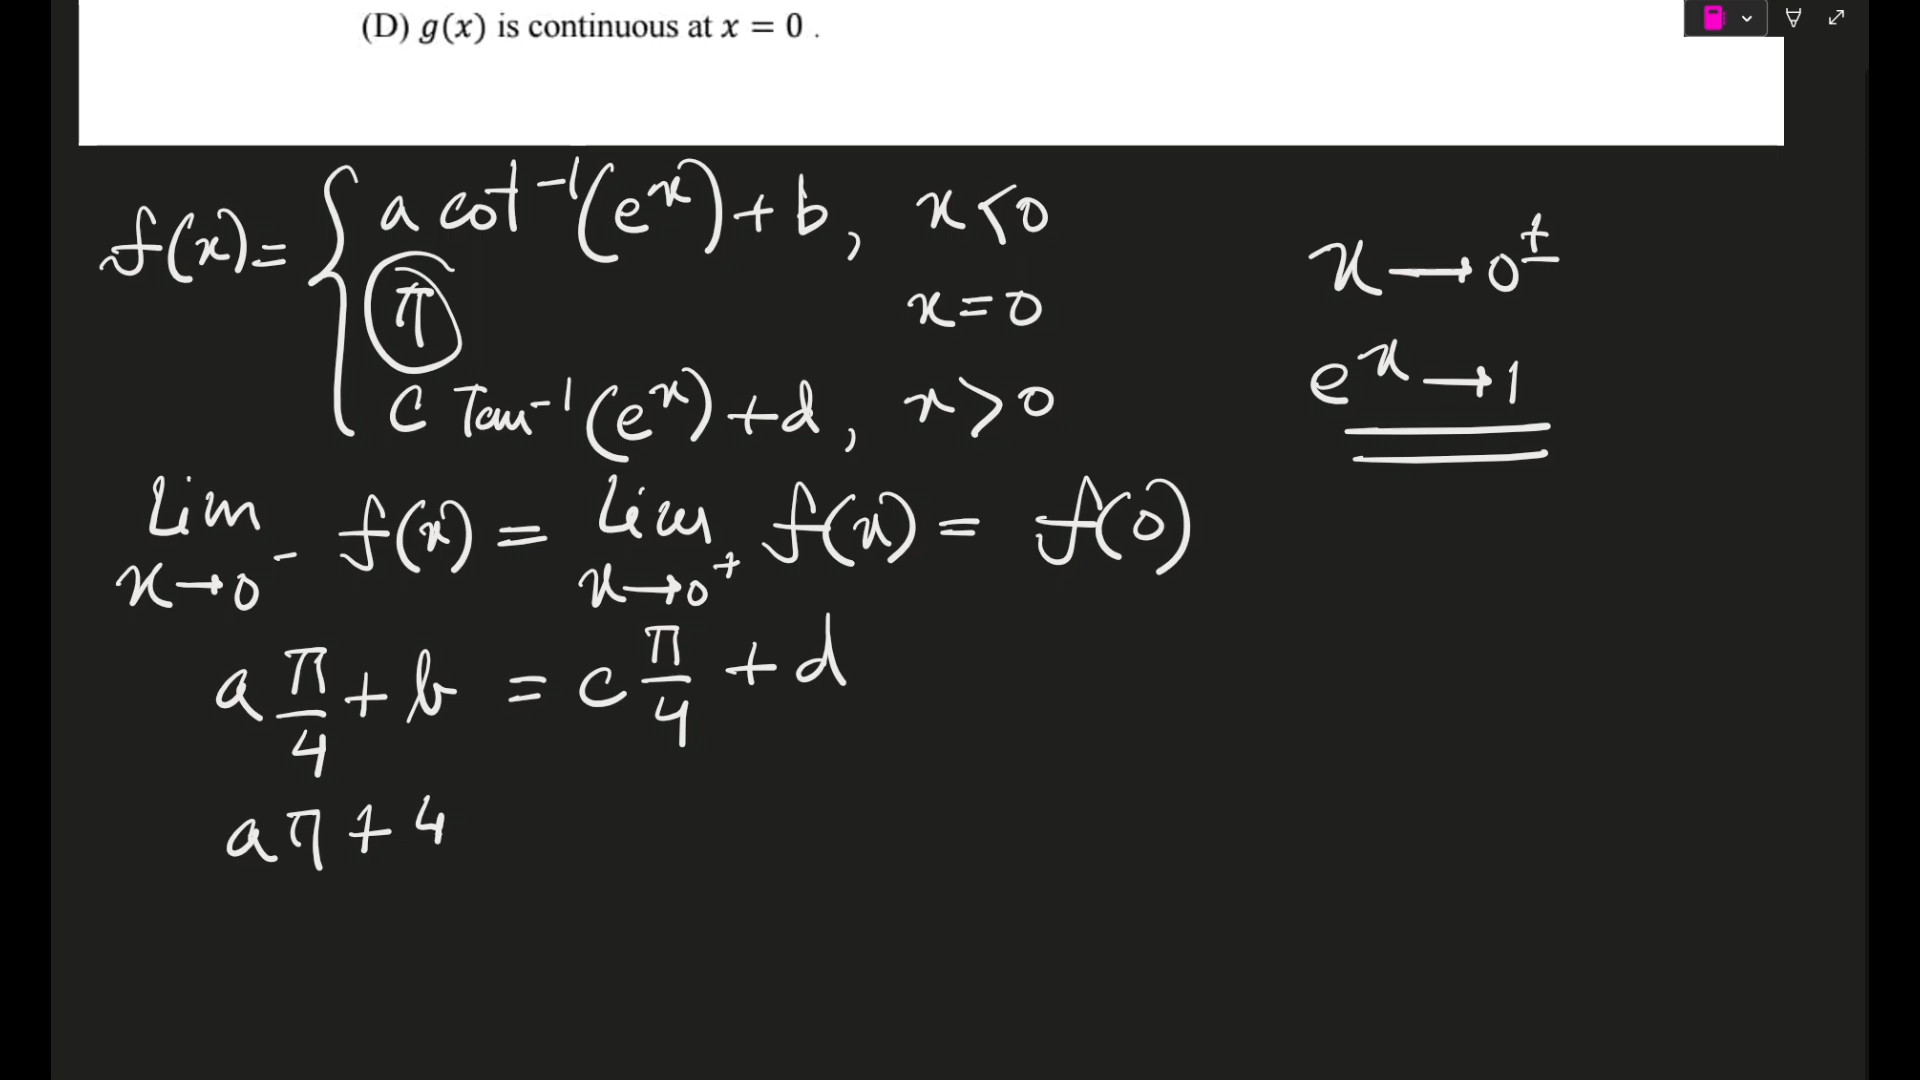 (D) g(x) is continuous at x = 0 .
f(x) = { a cot⁻¹(eˣ) + b, x < 0
π x = 0
c Tan⁻¹(eˣ) + d, x > 0
x → 0±
eˣ → 1
Lim x→0⁻ f(x) = Lim x→0⁺ f(x) = f(0)
a π/4 + b = c π/4 + d
aπ + 4